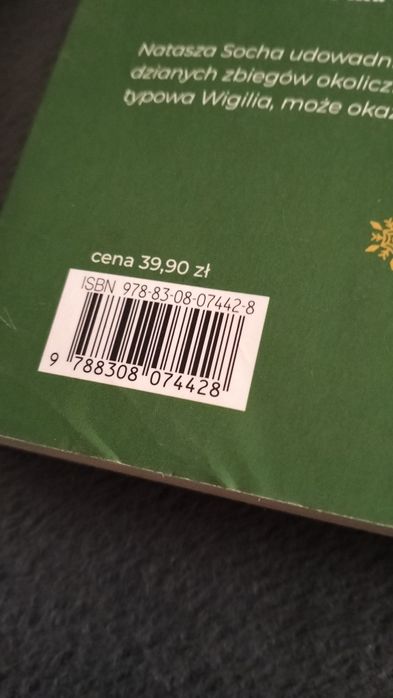 Natasza Socha udowadni
dzianych zbiegów okolicz
typowa Wigilia, może okaz
cena 39,90 zł
ISBN 978-83-08-07442-8
9 788308 074428